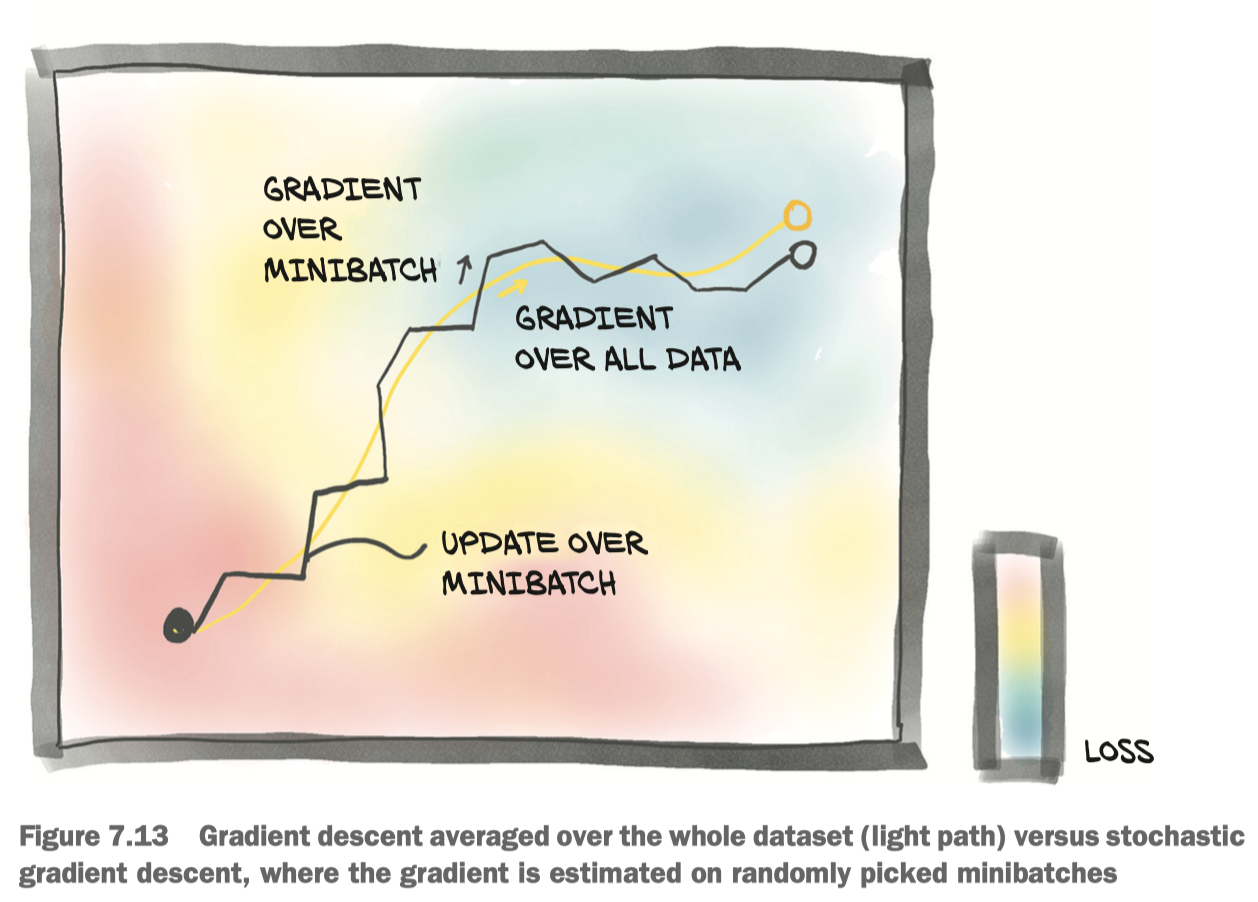 GRADIENT
OVER
MINIBATCH
GRADIENT
OVER ALL DATA
UPDATE OVER
MINIBATCH
LOSS
Figure 7.13 Gradient descent averaged over the whole dataset (light path) versus stochastic
gradient descent, where the gradient is estimated on randomly picked minibatches